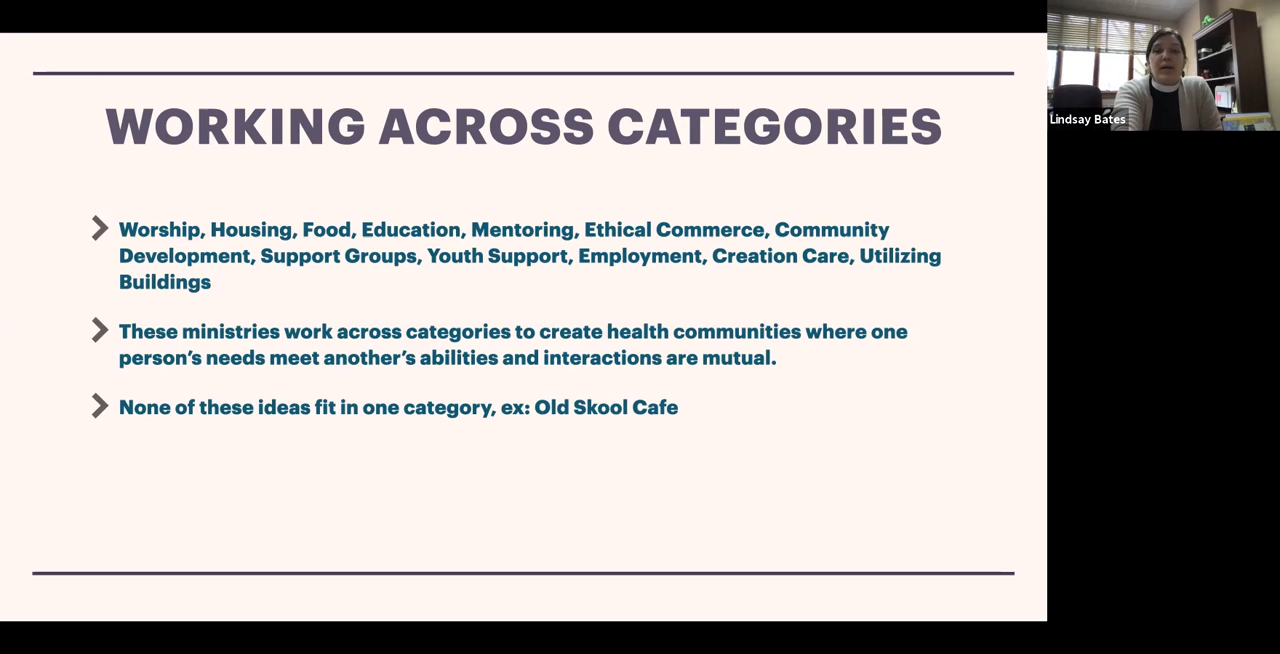 WORKING ACROSS CATEGORIES
Worship, Housing, Food, Education, Mentoring, Ethical Commerce, Community
Development, Support Groups, Youth Support, Employment, Creation Care, Utilizing
Buildings
These ministries work across categories to create health communities where one
person’s needs meet another’s abilities and interactions are mutual.
None of these ideas fit in one category, ex: Old Skool Cafe
Lindsay Bates